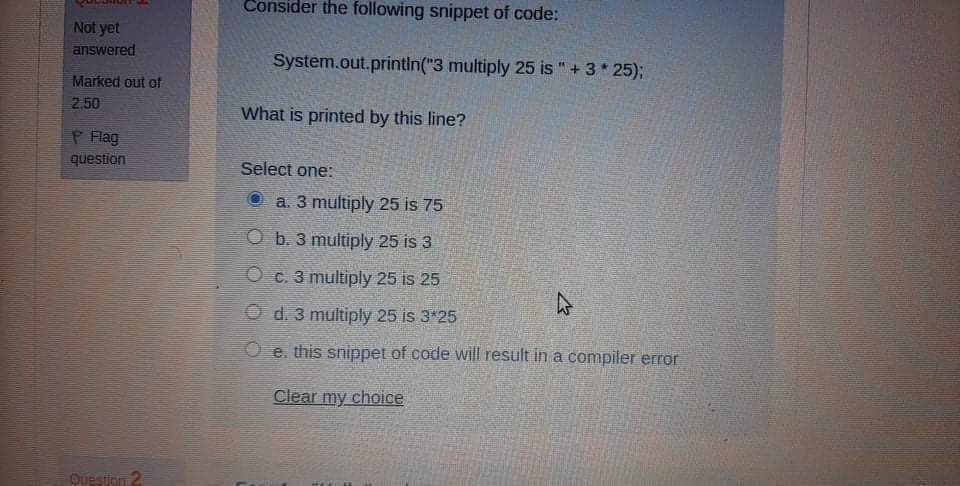 Question 1
Consider the following snippet of code:
Not yet
answered
Marked out of
2.50
Flag
question
System.out.println("3 multiply 25 is " + 3 * 25);
What is printed by this line?
Select one:
a. 3 multiply 25 is 75
b. 3 multiply 25 is 3
c. 3 multiply 25 is 25
d. 3 multiply 25 is 3*25
e. this snippet of code will result in a compiler error
Clear my choice
Question 2